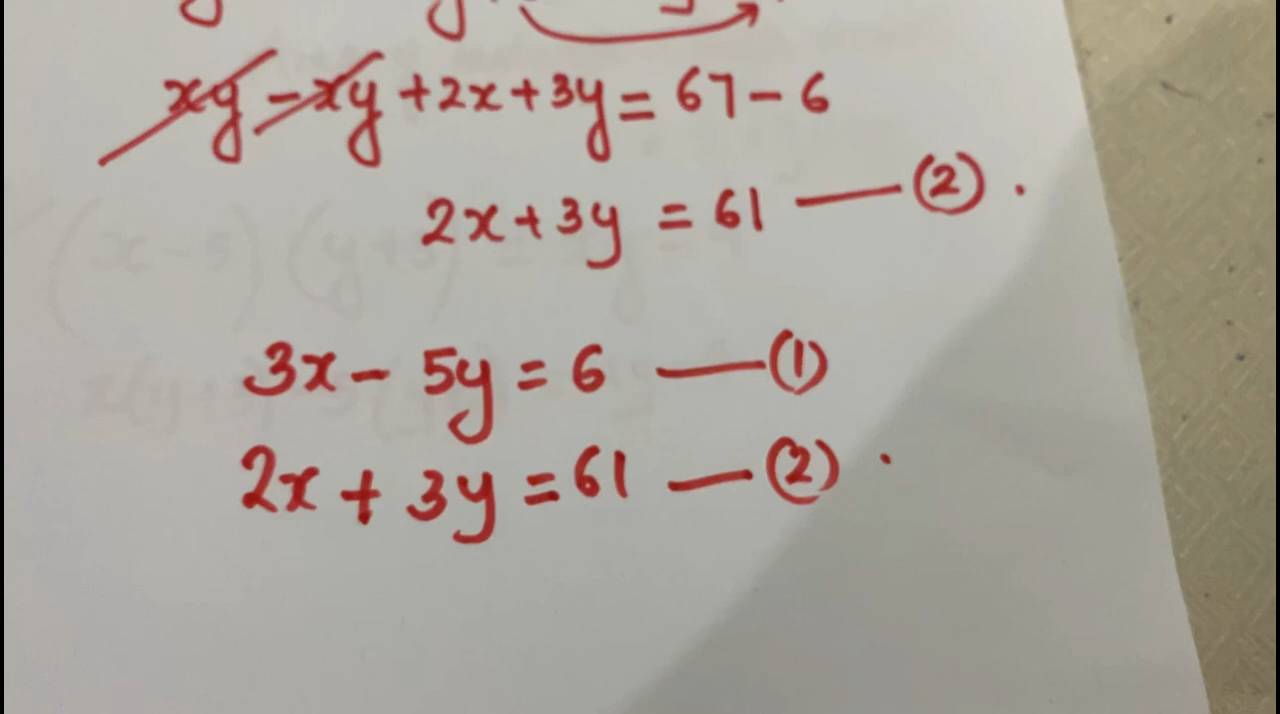 xy - xy + 2x + 3y = 67 - 6
2x + 3y = 61 — (2) .
3x - 5y = 6 — (1)
2x + 3y = 61 — (2) .